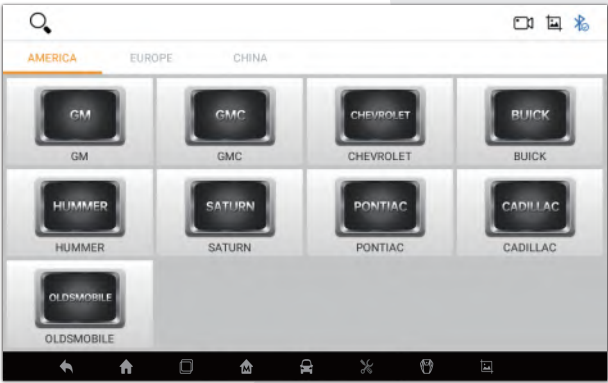 AMERICA EUROPE CHINA
GM GMC CHEVROLET BUICK
GM GMC CHEVROLET BUICK
HUMMER SATURN PONTIAC CADILLAC
HUMMER SATURN PONTIAC CADILLAC
OLDSMOBILE
OLDSMOBILE
M